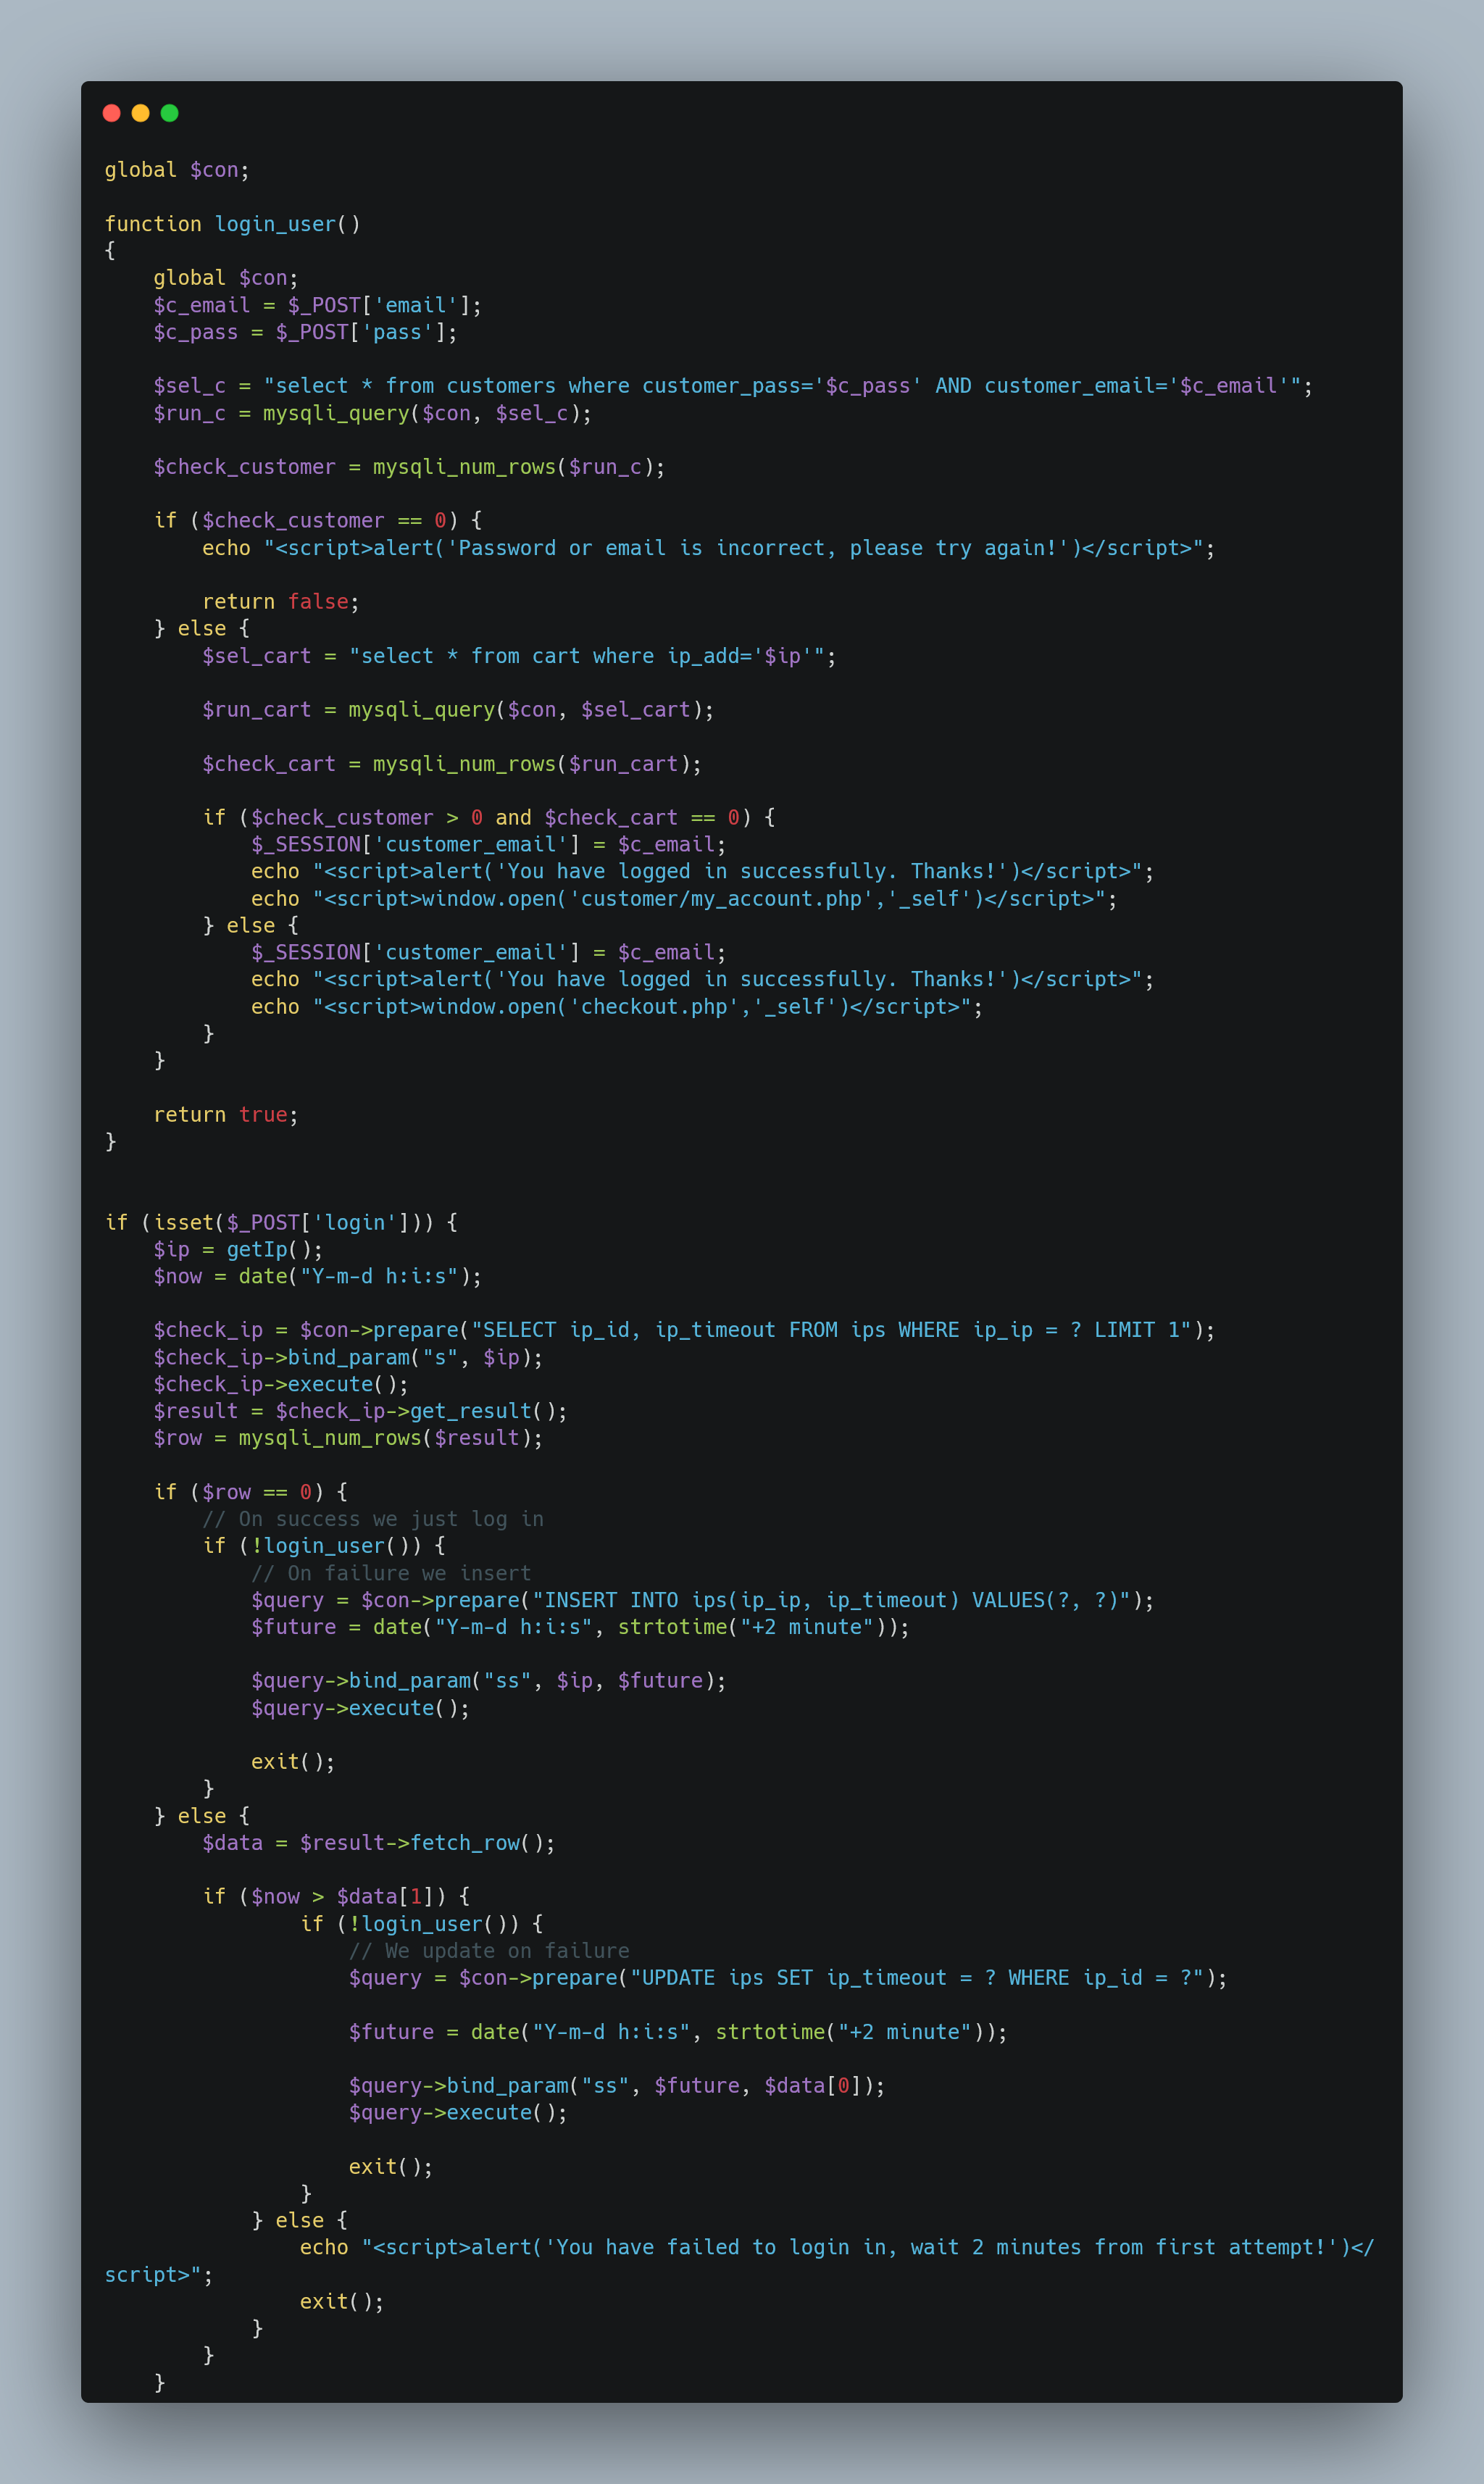 global $con;

function login_user()
{
    global $con;
    $c_email = $_POST['email'];
    $c_pass = $_POST['pass'];

    $sel_c = "select * from customers where customer_pass='$c_pass' AND customer_email='$c_email'";
    $run_c = mysqli_query($con, $sel_c);

    $check_customer = mysqli_num_rows($run_c);

    if ($check_customer == 0) {
        echo "<script>alert('Password or email is incorrect, please try again!')</script>";

        return false;
    } else {
        $sel_cart = "select * from cart where ip_add='$ip'";

        $run_cart = mysqli_query($con, $sel_cart);

        $check_cart = mysqli_num_rows($run_cart);

        if ($check_customer > 0 and $check_cart == 0) {
            $_SESSION['customer_email'] = $c_email;
            echo "<script>alert('You have logged in successfully. Thanks!')</script>";
            echo "<script>window.open('customer/my_account.php','_self')</script>";
        } else {
            $_SESSION['customer_email'] = $c_email;
            echo "<script>alert('You have logged in successfully. Thanks!')</script>";
            echo "<script>window.open('checkout.php','_self')</script>";
        }
    }

    return true;
}


if (isset($_POST['login'])) {
    $ip = getIp();
    $now = date("Y-m-d h:i:s");

    $check_ip = $con->prepare("SELECT ip_id, ip_timeout FROM ips WHERE ip_ip = ? LIMIT 1");
    $check_ip->bind_param("s", $ip);
    $check_ip->execute();
    $result = $check_ip->get_result();
    $row = mysqli_num_rows($result);

    if ($row == 0) {
        // On success we just log in
        if (!login_user()) {
            // On failure we insert
            $query = $con->prepare("INSERT INTO ips(ip_ip, ip_timeout) VALUES(?, ?)");
            $future = date("Y-m-d h:i:s", strtotime("+2 minute"));

            $query->bind_param("ss", $ip, $future);
            $query->execute();

            exit();
        }
    } else {
        $data = $result->fetch_row();

        if ($now > $data[1]) {
                if (!login_user()) {
                    // We update on failure
                    $query = $con->prepare("UPDATE ips SET ip_timeout = ? WHERE ip_id = ?");

                    $future = date("Y-m-d h:i:s", strtotime("+2 minute"));

                    $query->bind_param("ss", $future, $data[0]);
                    $query->execute();

                    exit();
                }
            } else {
                echo "<script>alert('You have failed to login in, wait 2 minutes from first attempt!')</
script>";
                exit();
            }
        }
    }